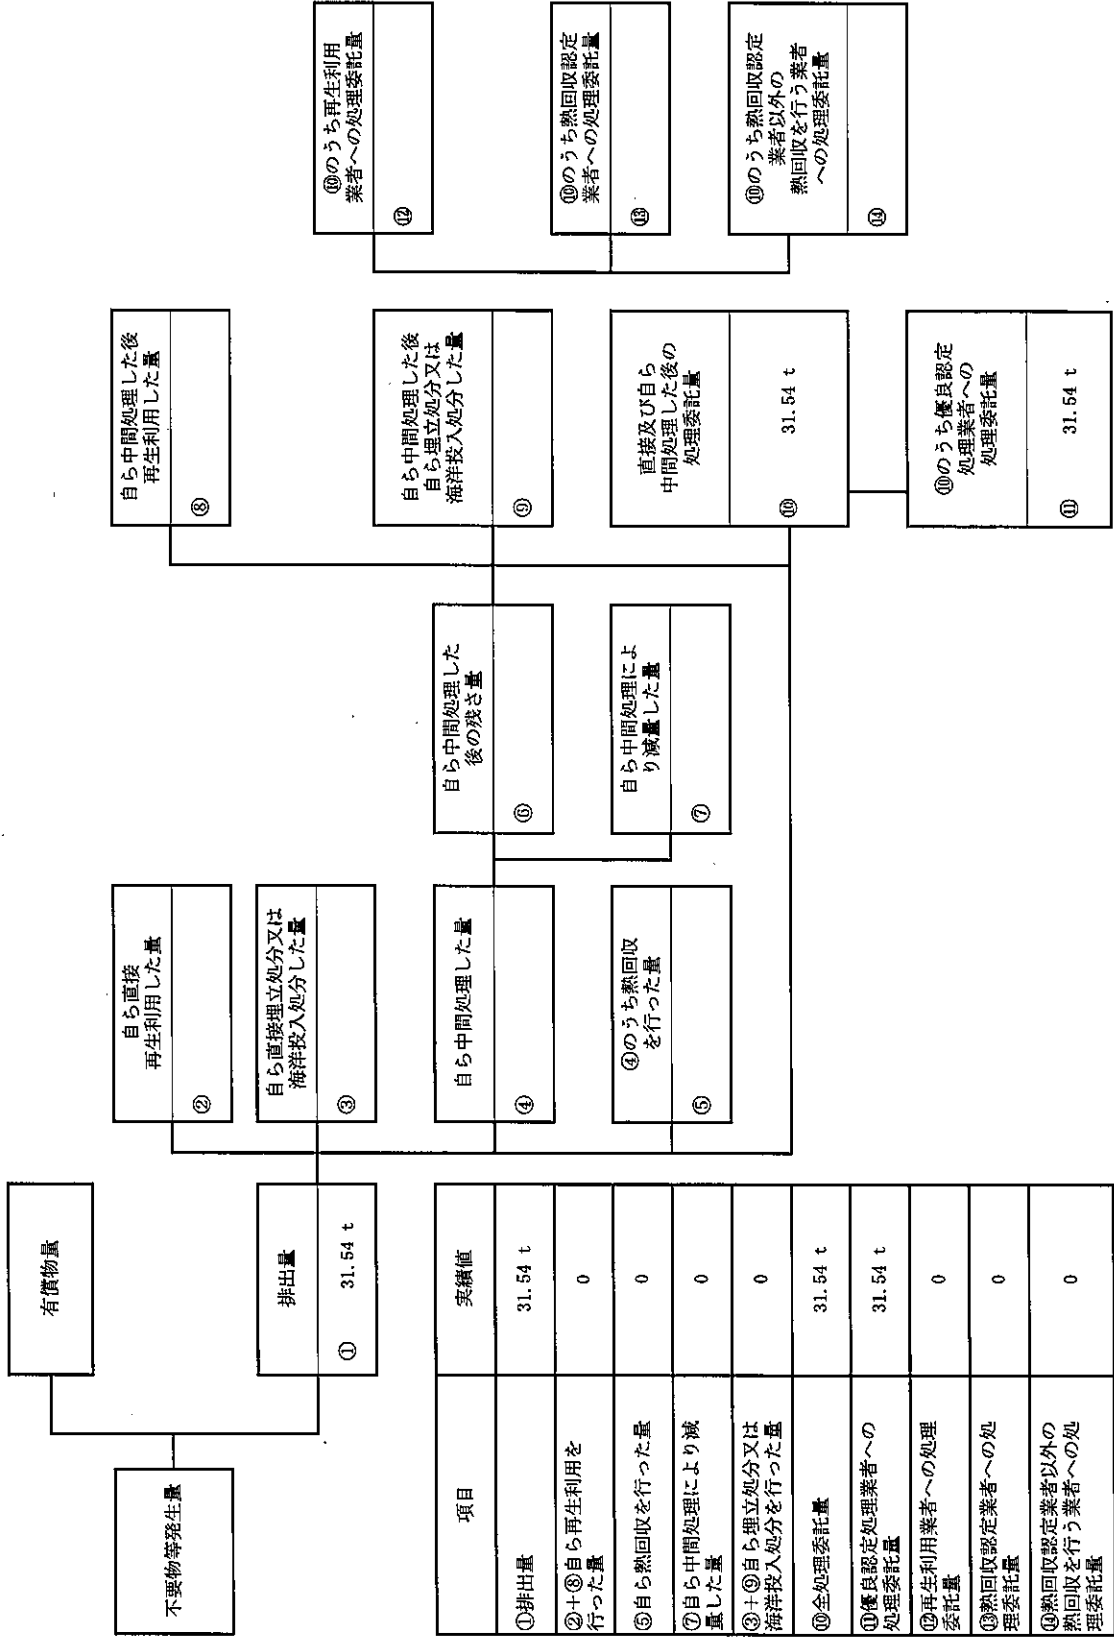 不要物等発生量
有償物量
排出量
① 31.54 t
自ら直接
再生利用した量
②
自ら直接埋立処分又は
海洋投入処分した量
③
自ら中間処理した量
④
④のうち熱回収
を行った量
⑤
自ら中間処理した
後の残さ量
⑥
自ら中間処理によ
り減量した量
⑦
自ら中間処理した後
再生利用した量
⑧
自ら中間処理した後
自ら埋立処分又は
海洋投入処分した量
⑨
直接及び自ら
中間処理した後の
処理委託量
⑩ 31.54 t
⑩のうち優良認定
処理業者への
処理委託量
⑪ 31.54 t
⑩のうち再生利用
業者への処理委託量
⑫
⑩のうち熱回収認定
業者への処理委託量
⑬
⑩のうち熱回収認定
業者以外の
熱回収を行う業者
への処理委託量
⑭
項目 実績値
①排出量 31.54 t
②+⑧自ら再生利用を
行った量 0
⑤自ら熱回収を行った量 0
⑦自ら中間処理により減
量した量 0
③+⑨自ら埋立処分又は
海洋投入処分を行った量 0
⑩全処理委託量 31.54 t
⑪優良認定処理業者への
処理委託量 31.54 t
⑫再生利用業者への処理
委託量 0
⑬熱回収認定業者への処
理委託量 0
⑭熱回収認定業者以外の
熱回収を行う業者への処
理委託量 0